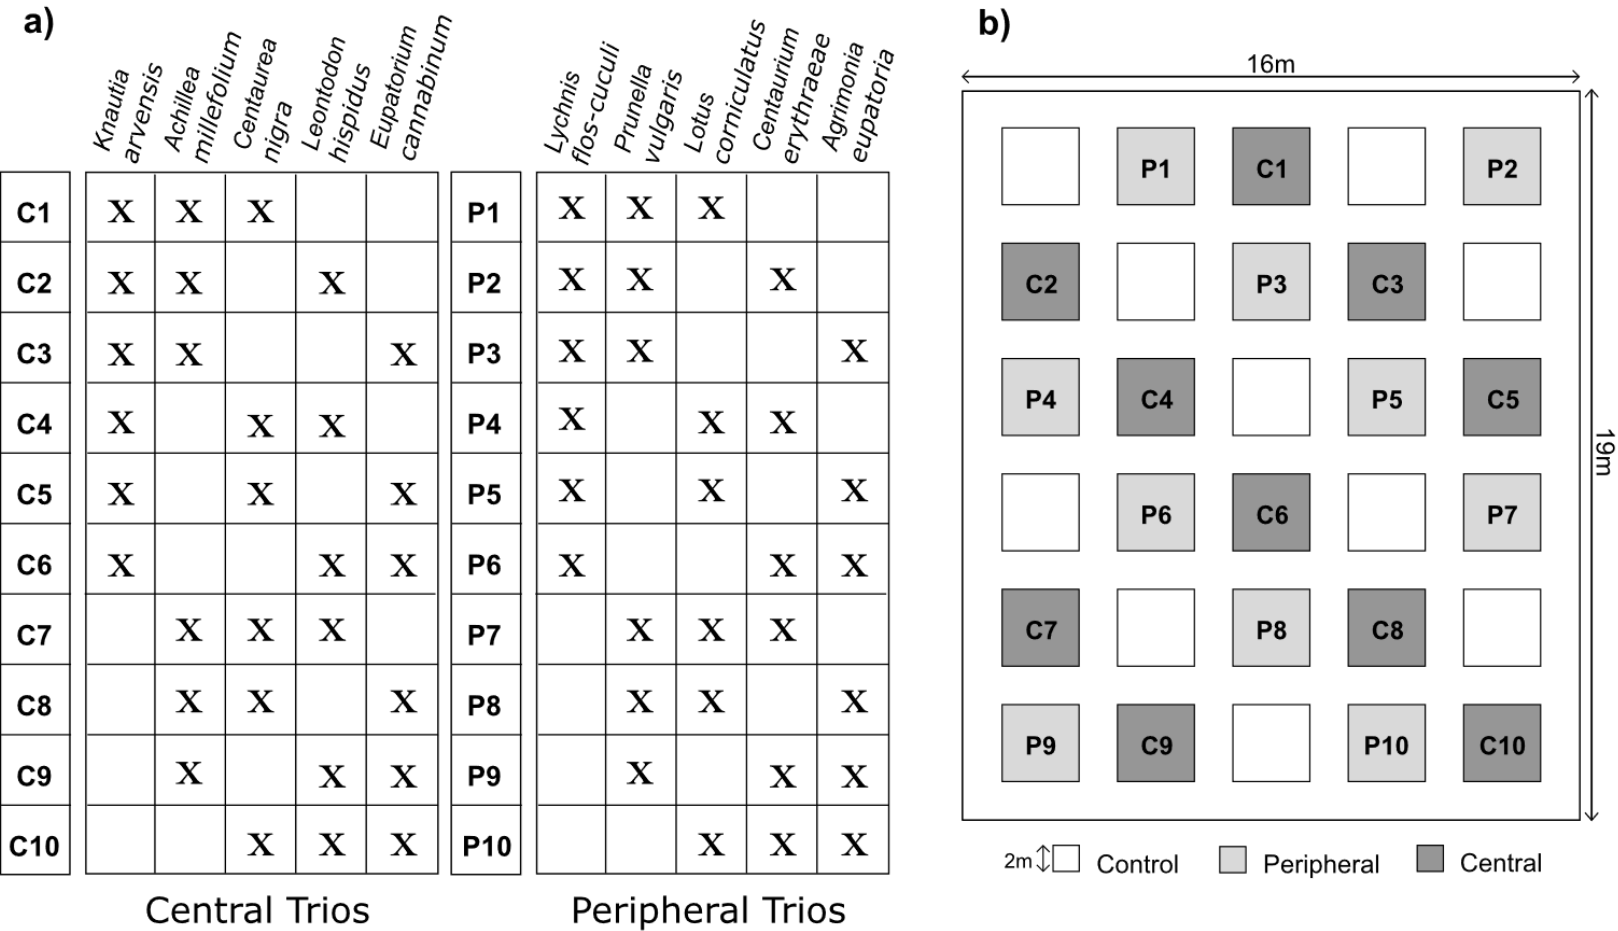 a)
Knautia
arvensis
Achillea
millefolium
Centaurea
nigra
Leontodon
hispidus
Eupatorium
cannabinum
Lychnis
flos-cuculi
Prunella
vulgaris
Lotus
corniculatus
Centaurium
erythraeae
Agrimonia
eupatoria
C1 X X X P1 X X X
C2 X X X P2 X X X
C3 X X X P3 X X X
C4 X X X P4 X X X
C5 X X X P5 X X X
C6 X X X P6 X X X
C7 X X X P7 X X X
C8 X X X P8 X X X
C9 X X X P9 X X X
C10 X X X P10 X X X
Central Trios
Peripheral Trios
b)
16m
P1 C1 P2
C2 P3 C3
P4 C4 P5 C5
19m
P6 C6 P7
C7 P8 C8
P9 C9 P10 C10
2m Control Peripheral Central